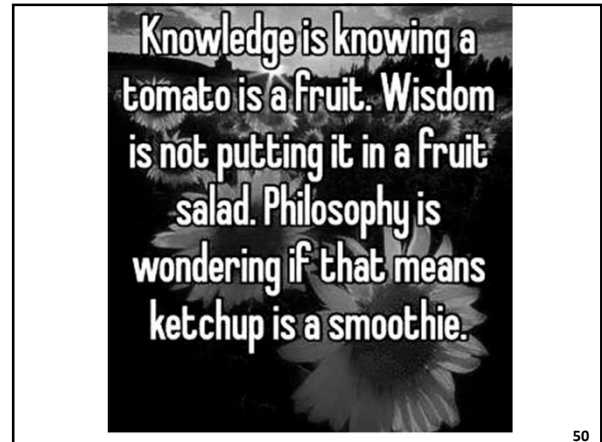 Knowledge is knowing a
tomato is a fruit. Wisdom
is not putting it in a fruit
salad. Philosophy is
wondering if that means
ketchup is a smoothie.
50